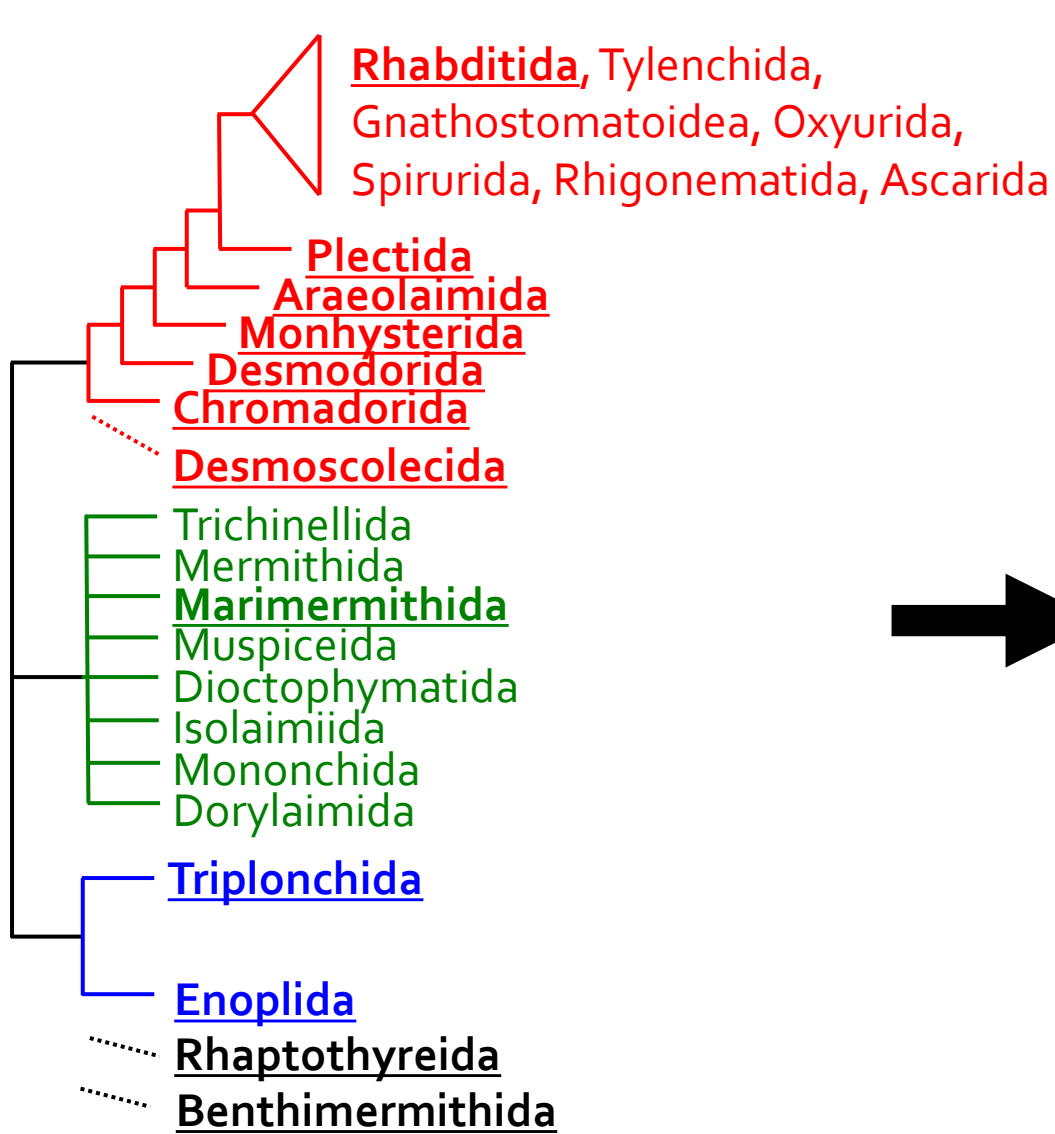 Rhabditida, Tylenchida,
Gnathostomatoidea, Oxyurida,
Spirurida, Rhigonematida, Ascarida
Plectida
Araeolaimida
Monhysterida
Desmodorida
Chromadorida
Desmoscolecida
Trichinellida
Mermithida
Marimermithida
Muspiceida
Dioctophymatida
Isolaimiida
Mononchida
Dorylaimida
Triplonchida
Enoplida
Rhaptothyreida
Benthimermithida